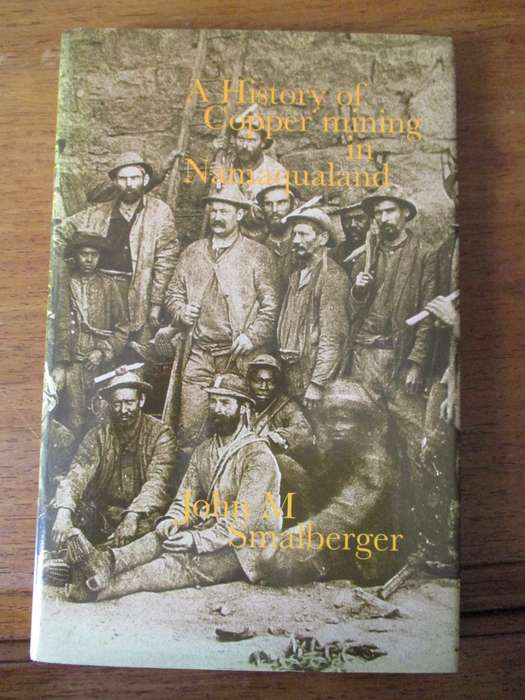 A History of
Copper mining
in
Namaqualand
John M
Smalberger